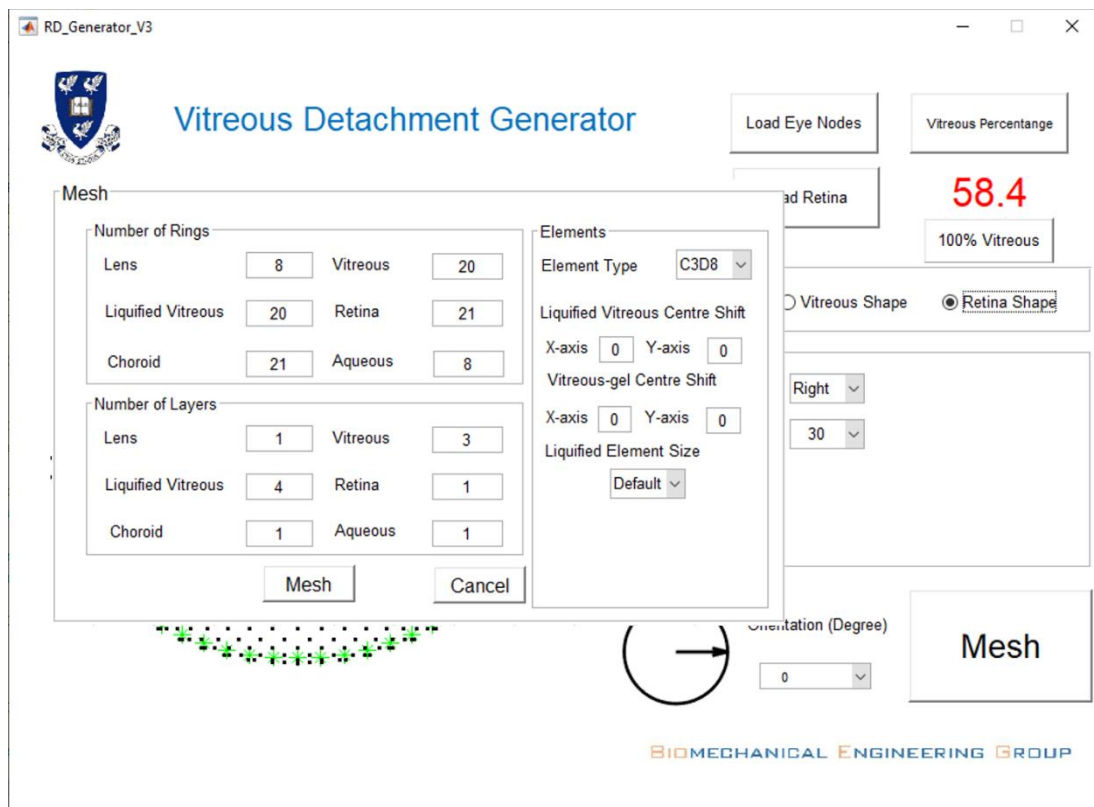 RD_Generator_V3
Vitreous Detachment Generator
Load Eye Nodes
Vitreous Percentange
ad Retina
58.4
100% Vitreous
Vitreous Shape
Retina Shape
Right
30
Mesh
Number of Rings
Lens 8 Vitreous 20
Liquified Vitreous 20 Retina 21
Choroid 21 Aqueous 8
Number of Layers
Lens 1 Vitreous 3
Liquified Vitreous 4 Retina 1
Choroid 1 Aqueous 1
Mesh Cancel
Elements
Element Type C3D8
Liquified Vitreous Centre Shift
X-axis 0 Y-axis 0
Vitreous-gel Centre Shift
X-axis 0 Y-axis 0
Liquified Element Size
Default
Orientation (Degree)
0
Mesh
BIOMECHANICAL ENGINEERING GROUP